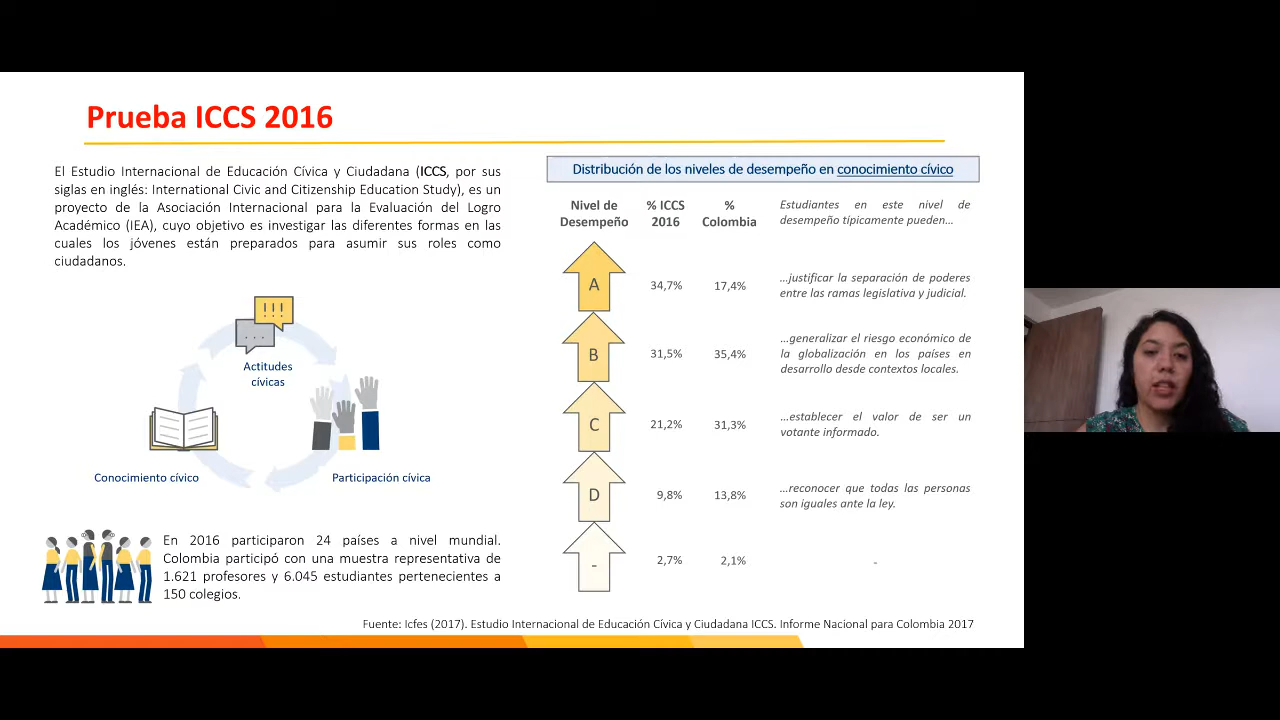 Prueba ICCS 2016
El Estudio Internacional de Educación Cívica y Ciudadana (ICCS, por sus
siglas en inglés: International Civic and Citizenship Education Study), es un
proyecto de la Asociación Internacional para la Evaluación del Logro
Académico (IEA), cuyo objetivo es investigar las diferentes formas en las
cuales los jóvenes están preparados para asumir sus roles como
ciudadanos.
!!!
...
Actitudes
cívicas
Conocimiento cívico
Participación cívica
En 2016 participaron 24 países a nivel mundial.
Colombia participó con una muestra representativa de
1.621 profesores y 6.045 estudiantes pertenecientes a
150 colegios.
Distribución de los niveles de desempeño en conocimiento cívico
Nivel de
Desempeño
% ICCS
2016
%
Colombia
Estudiantes en este nivel de
desempeño típicamente pueden…
A
34,7%
17,4%
…justificar la separación de poderes
entre las ramas legislativa y judicial.
B
31,5%
35,4%
…generalizar el riesgo económico de
la globalización en los países en
desarrollo desde contextos locales.
C
21,2%
31,3%
…establecer el valor de ser un
votante informado.
D
9,8%
13,8%
…reconocer que todas las personas
son iguales ante la ley.
-
2,7%
2,1%
-
Fuente: Icfes (2017). Estudio Internacional de Educación Cívica y Ciudadana ICCS. Informe Nacional para Colombia 2017